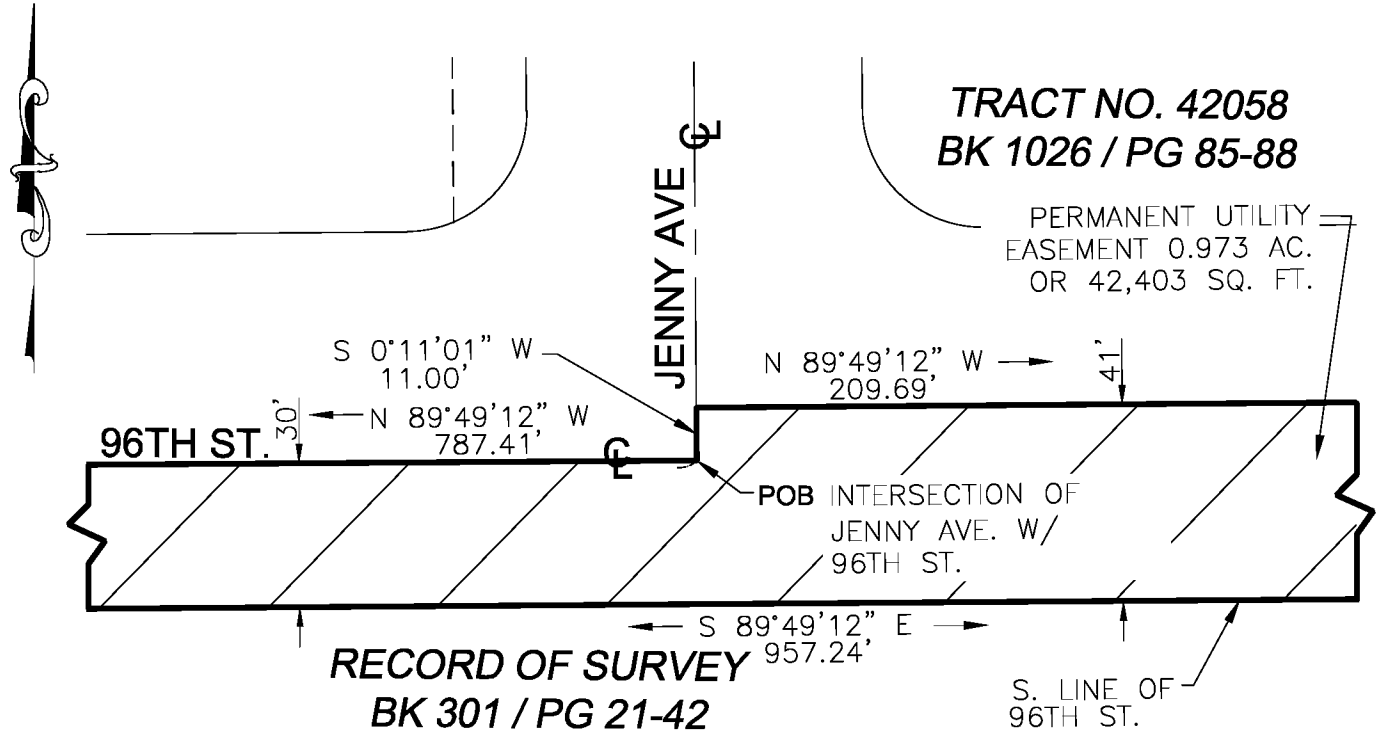 TRACT NO. 42058
BK 1026 / PG 85-88
PERMANENT UTILITY
EASEMENT 0.973 AC.
OR 42,403 SQ. FT.
JENNY AVE
CL
S 0°11'01" W
11.00'
N 89°49'12" W
209.69'
41'
30'
N 89°49'12" W
787.41'
96TH ST.
CL
POB INTERSECTION OF
JENNY AVE. W/
96TH ST.
S 89°49'12" E
957.24'
RECORD OF SURVEY
BK 301 / PG 21-42
S. LINE OF
96TH ST.